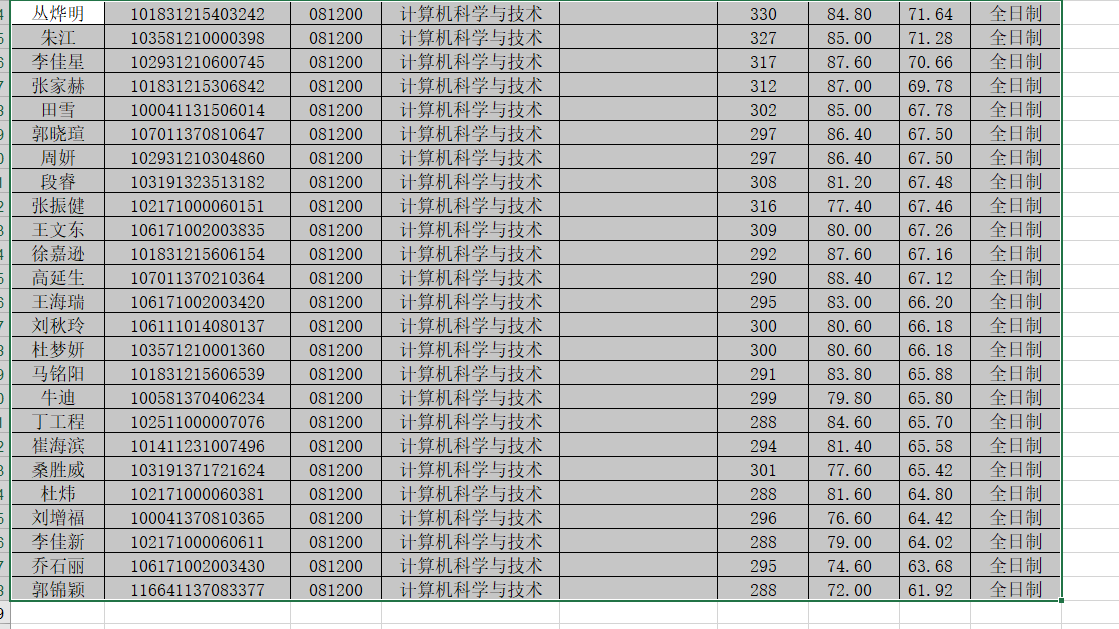 丛烨明 101831215403242 081200 计算机科学与技术 330 84.80 71.64 全日制
朱江 103581210000398 081200 计算机科学与技术 327 85.00 71.28 全日制
李佳星 102931210600745 081200 计算机科学与技术 317 87.60 70.66 全日制
张家赫 101831215306842 081200 计算机科学与技术 312 87.00 69.78 全日制
田雪 100041131506014 081200 计算机科学与技术 302 85.00 67.78 全日制
郭晓瑄 107011370810647 081200 计算机科学与技术 297 86.40 67.50 全日制
周妍 102931210304860 081200 计算机科学与技术 297 86.40 67.50 全日制
段睿 103191323513182 081200 计算机科学与技术 308 81.20 67.48 全日制
张振健 102171000060151 081200 计算机科学与技术 316 77.40 67.46 全日制
王文东 106171002003835 081200 计算机科学与技术 309 80.00 67.26 全日制
徐嘉逊 101831215606154 081200 计算机科学与技术 292 87.60 67.16 全日制
高延生 107011370210364 081200 计算机科学与技术 290 88.40 67.12 全日制
王海瑞 106171002003420 081200 计算机科学与技术 295 83.00 66.20 全日制
刘秋玲 106111014080137 081200 计算机科学与技术 300 80.60 66.18 全日制
杜梦妍 103571210001360 081200 计算机科学与技术 300 80.60 66.18 全日制
马铭阳 101831215606539 081200 计算机科学与技术 291 83.80 65.88 全日制
牛迪 100581370406234 081200 计算机科学与技术 299 79.80 65.80 全日制
丁工程 102511000007076 081200 计算机科学与技术 288 84.60 65.70 全日制
崔海滨 101411231007496 081200 计算机科学与技术 294 81.40 65.58 全日制
桑胜威 103191371721624 081200 计算机科学与技术 301 77.60 65.42 全日制
杜炜 102171000060381 081200 计算机科学与技术 288 81.60 64.80 全日制
刘增福 100041370810365 081200 计算机科学与技术 296 76.60 64.42 全日制
李佳新 102171000060611 081200 计算机科学与技术 288 79.00 64.02 全日制
乔石丽 106171002003430 081200 计算机科学与技术 295 74.60 63.68 全日制
郭锦颖 116641137083377 081200 计算机科学与技术 288 72.00 61.92 全日制